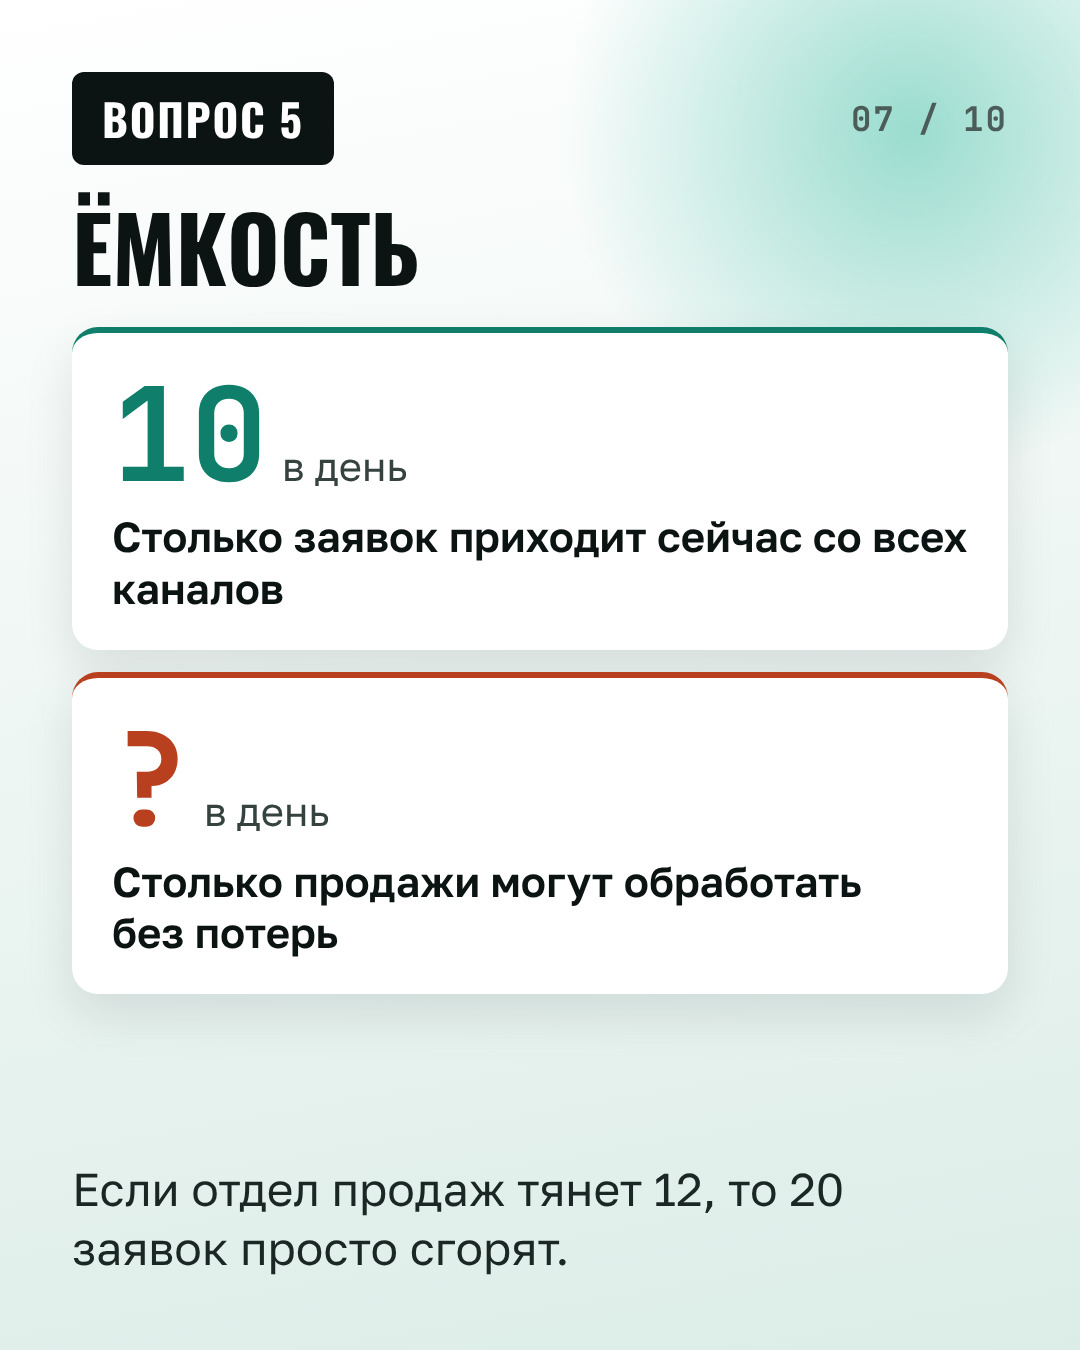 ВОПРОС 5
07 / 10
ЁМКОСТЬ
10 в день
Столько заявок приходит сейчас со всех
каналов
? в день
Столько продажи могут обработать
без потерь
Если отдел продаж тянет 12, то 20
заявок просто сгорят.